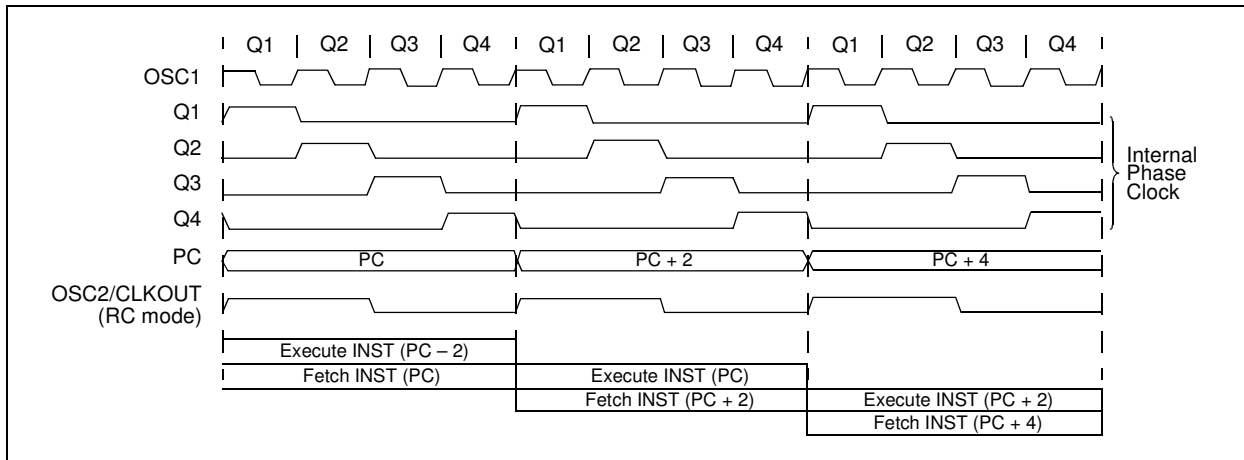 Q1 | Q2 | Q3 | Q4 | Q1 | Q2 | Q3 | Q4 | Q1 | Q2 | Q3 | Q4
OSC1
Q1
Q2
Q3
Q4
Internal
Phase
Clock
PC
PC
PC + 2
PC + 4
OSC2/CLKOUT
(RC mode)
Execute INST (PC – 2)
Fetch INST (PC)
Execute INST (PC)
Fetch INST (PC + 2)
Execute INST (PC + 2)
Fetch INST (PC + 4)